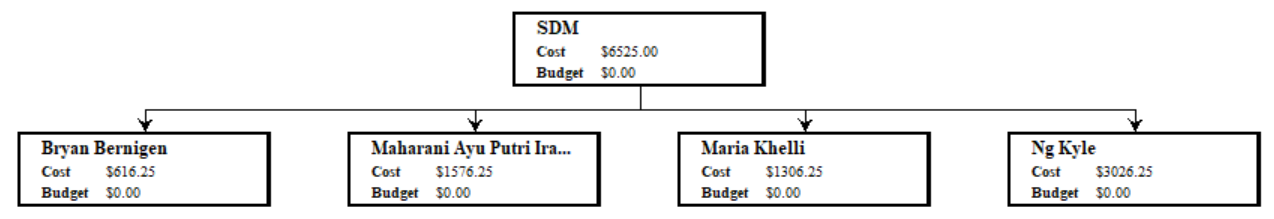 SDM
Cost $6525.00
Budget $0.00
Bryan Bernigen
Cost $616.25
Budget $0.00
Maharani Ayu Putri Ira...
Cost $1576.25
Budget $0.00
Maria Khelli
Cost $1306.25
Budget $0.00
Ng Kyle
Cost $3026.25
Budget $0.00